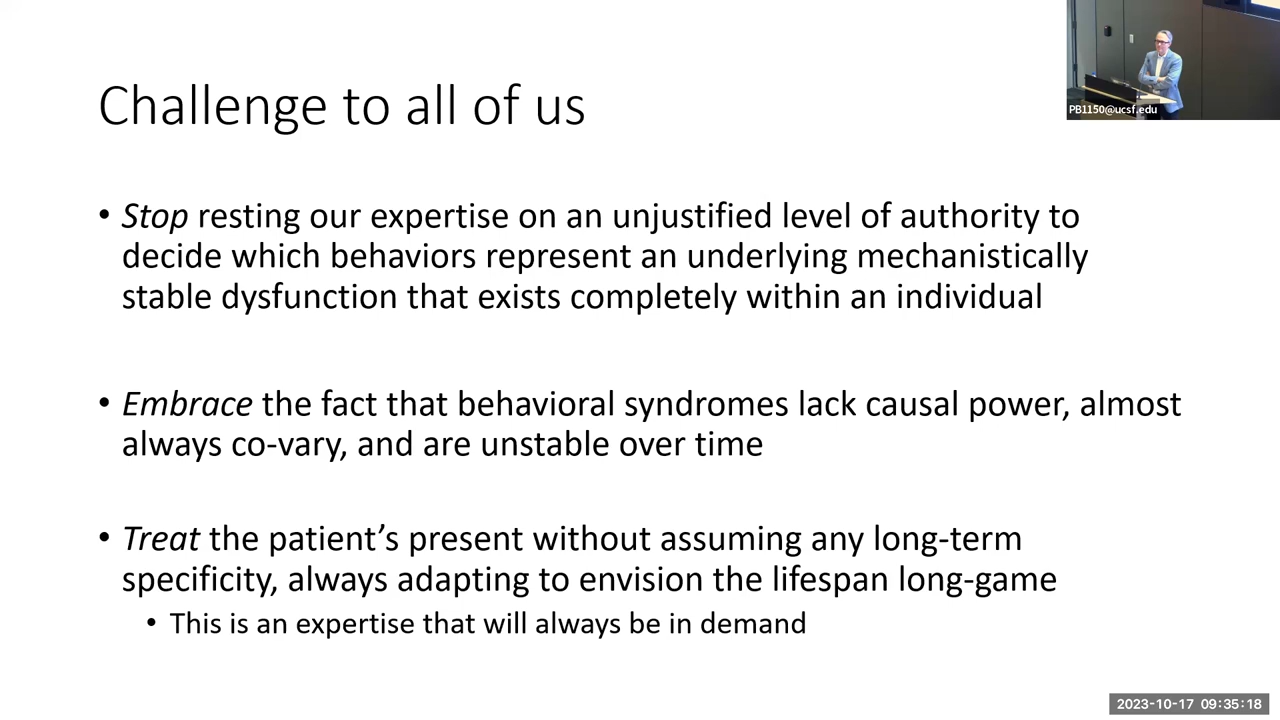 PB1150@ucsf.edu
Challenge to all of us
• Stop resting our expertise on an unjustified level of authority to
decide which behaviors represent an underlying mechanistically
stable dysfunction that exists completely within an individual
• Embrace the fact that behavioral syndromes lack causal power, almost
always co-vary, and are unstable over time
• Treat the patient’s present without assuming any long-term
specificity, always adapting to envision the lifespan long-game
• This is an expertise that will always be in demand
2023-10-17 09:35:18